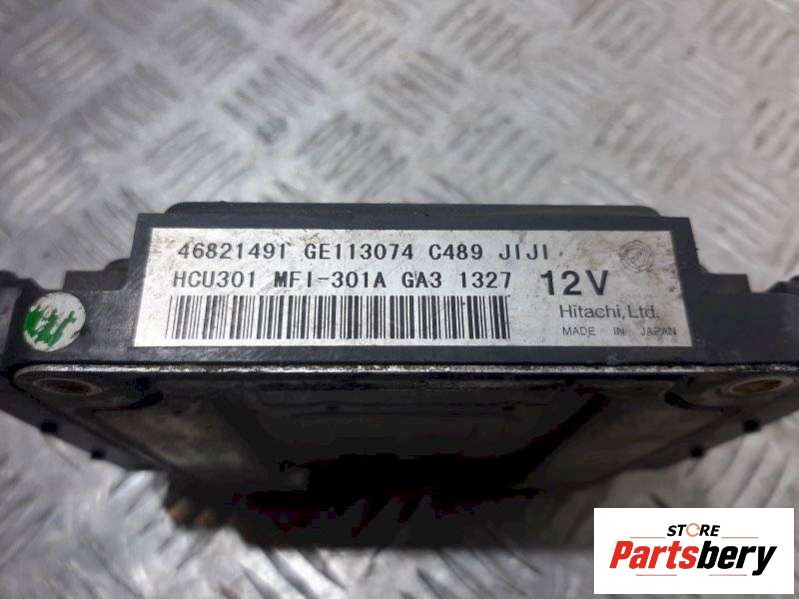 46821491 GE113074 C489 JIJI
HCU301 MFI-301A GA3 1327 12V
Hitachi, Ltd.
MADE IN JAPAN
STORE
Partsbery